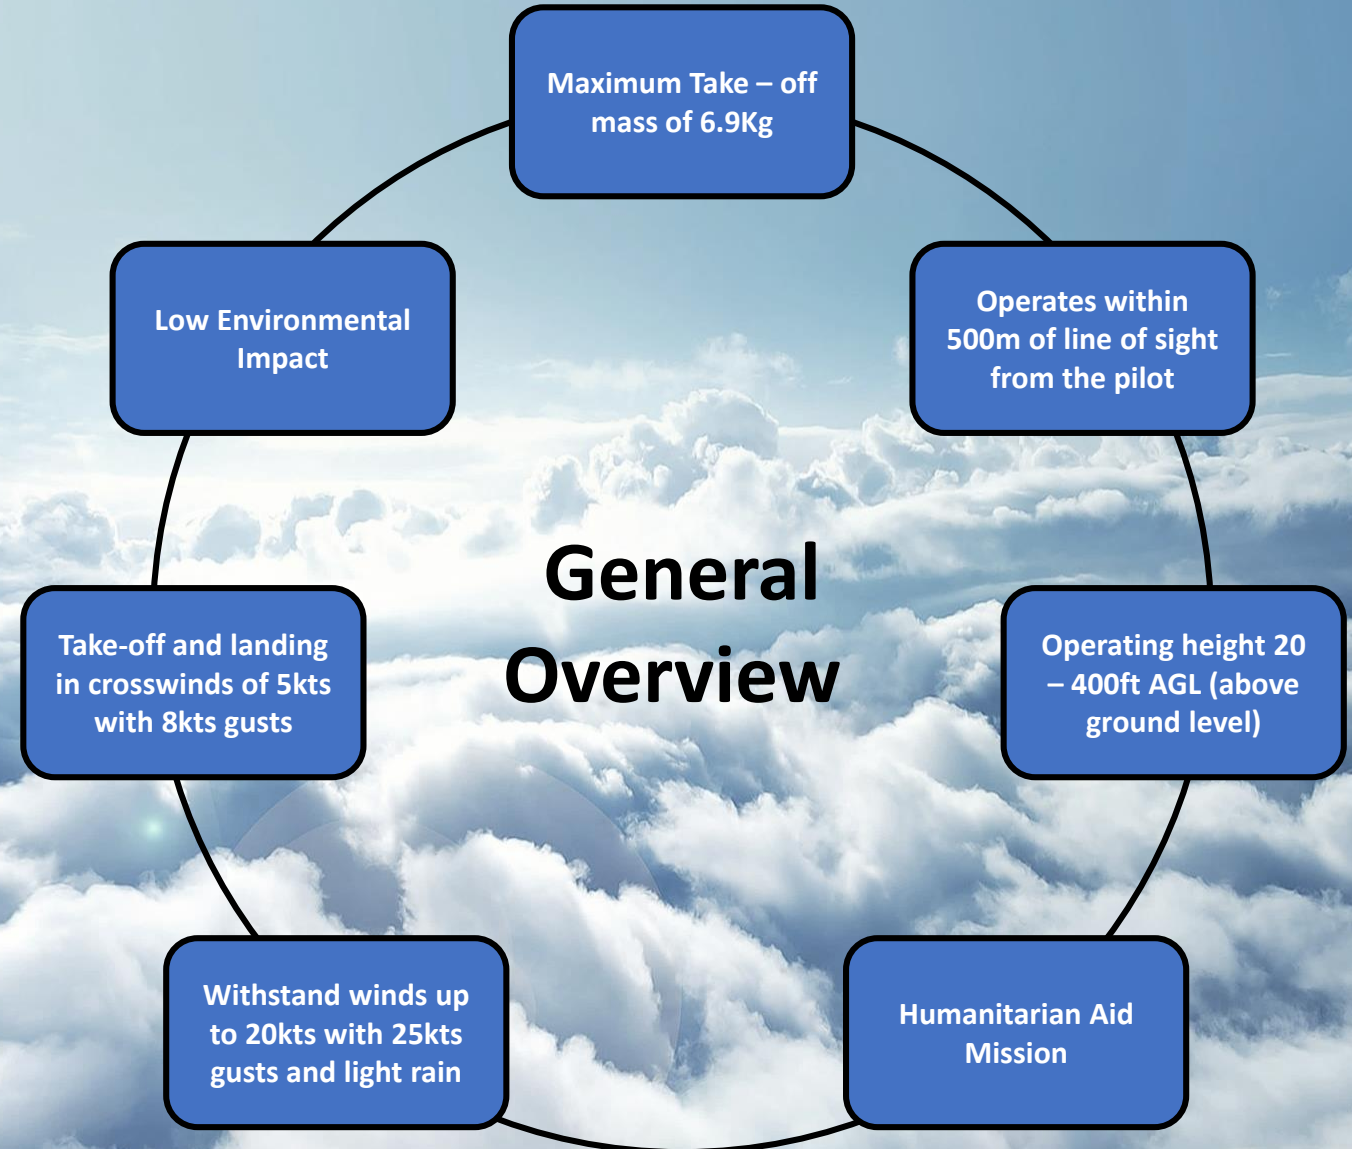 Maximum Take – off
mass of 6.9Kg
Operates within
500m of line of sight
from the pilot
Operating height 20
– 400ft AGL (above
ground level)
Humanitarian Aid
Mission
Withstand winds up
to 20kts with 25kts
gusts and light rain
Take-off and landing
in crosswinds of 5kts
with 8kts gusts
Low Environmental
Impact
General
Overview